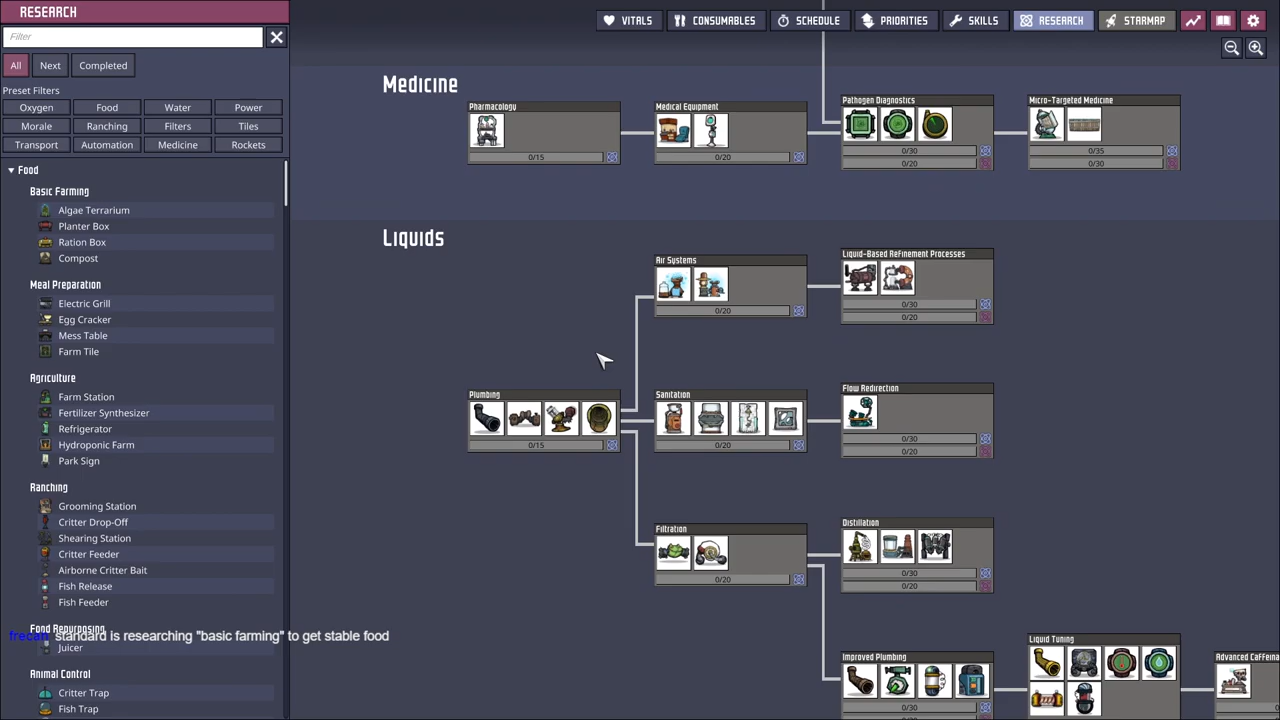 RESEARCH
VITALS
CONSUMABLES
SCHEDULE
PRIORITIES
SKILLS
RESEARCH
STARMAP
Filter
All
Next
Completed
Preset Filters
Oxygen
Food
Water
Power
Morale
Ranching
Filters
Tiles
Transport
Automation
Medicine
Rockets
Food
Basic Farming
Algae Terrarium
Planter Box
Ration Box
Compost
Meal Preparation
Electric Grill
Egg Cracker
Mess Table
Farm Tile
Agriculture
Farm Station
Fertilizer Synthesizer
Refrigerator
Hydroponic Farm
Park Sign
Ranching
Grooming Station
Critter Drop-Off
Shearing Station
Critter Feeder
Airborne Critter Bait
Fish Release
Fish Feeder
Food Repurposing
frecan standard is researching "basic farming" to get stable food
Juicer
Animal Control
Critter Trap
Fish Trap
Medicine
Pharmacology
0/15
Medical Equipment
0/20
Pathogen Diagnostics
0/30
0/20
Micro-Targeted Medicine
0/35
0/30
Liquids
Air Systems
0/20
Liquid-Based Refinement Processes
0/30
0/20
Plumbing
0/15
Sanitation
0/20
Flow Redirection
0/30
0/20
Filtration
0/20
Distillation
0/30
0/20
Improved Plumbing
0/30
Liquid Tuning
Advanced Caffeina